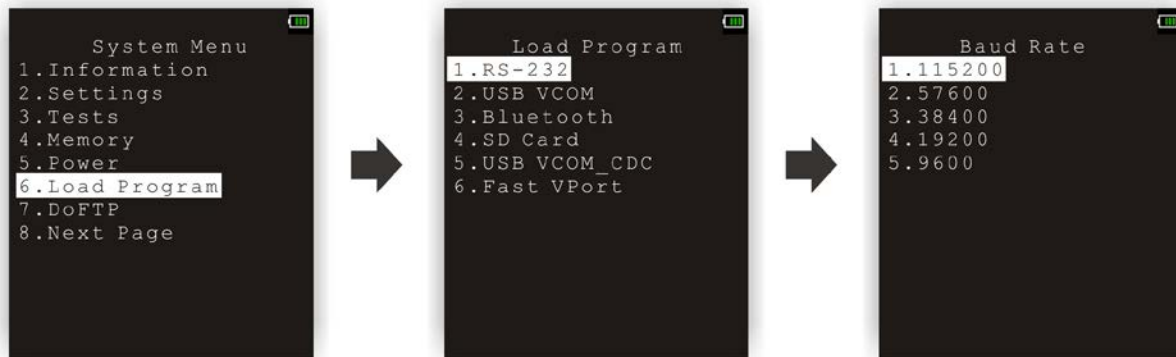 System Menu
1.Information
2.Settings
3.Tests
4.Memory
5.Power
6.Load Program
7.DoFTP
8.Next Page
Load Program
1.RS-232
2.USB VCOM
3.Bluetooth
4.SD Card
5.USB VCOM_CDC
6.Fast VPort
Baud Rate
1.115200
2.57600
3.38400
4.19200
5.9600